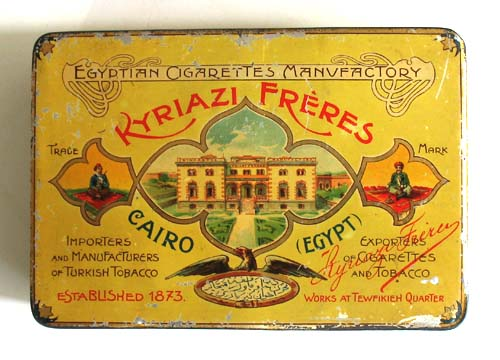 EGYPTIAN CIGARETTES MANUFACTORY
KYRIAZI FRÈRES
TRADE MARK
CAIRO (EGYPT)
IMPORTERS
AND MANUFACTURERS
OF TURKISH TOBACCO
EXPORTERS
OF CIGARETTES
AND TOBACCO
Kyriazi Frères
ESTABLISHED 1873.
WORKS AT TEWFIKIEH QUARTER